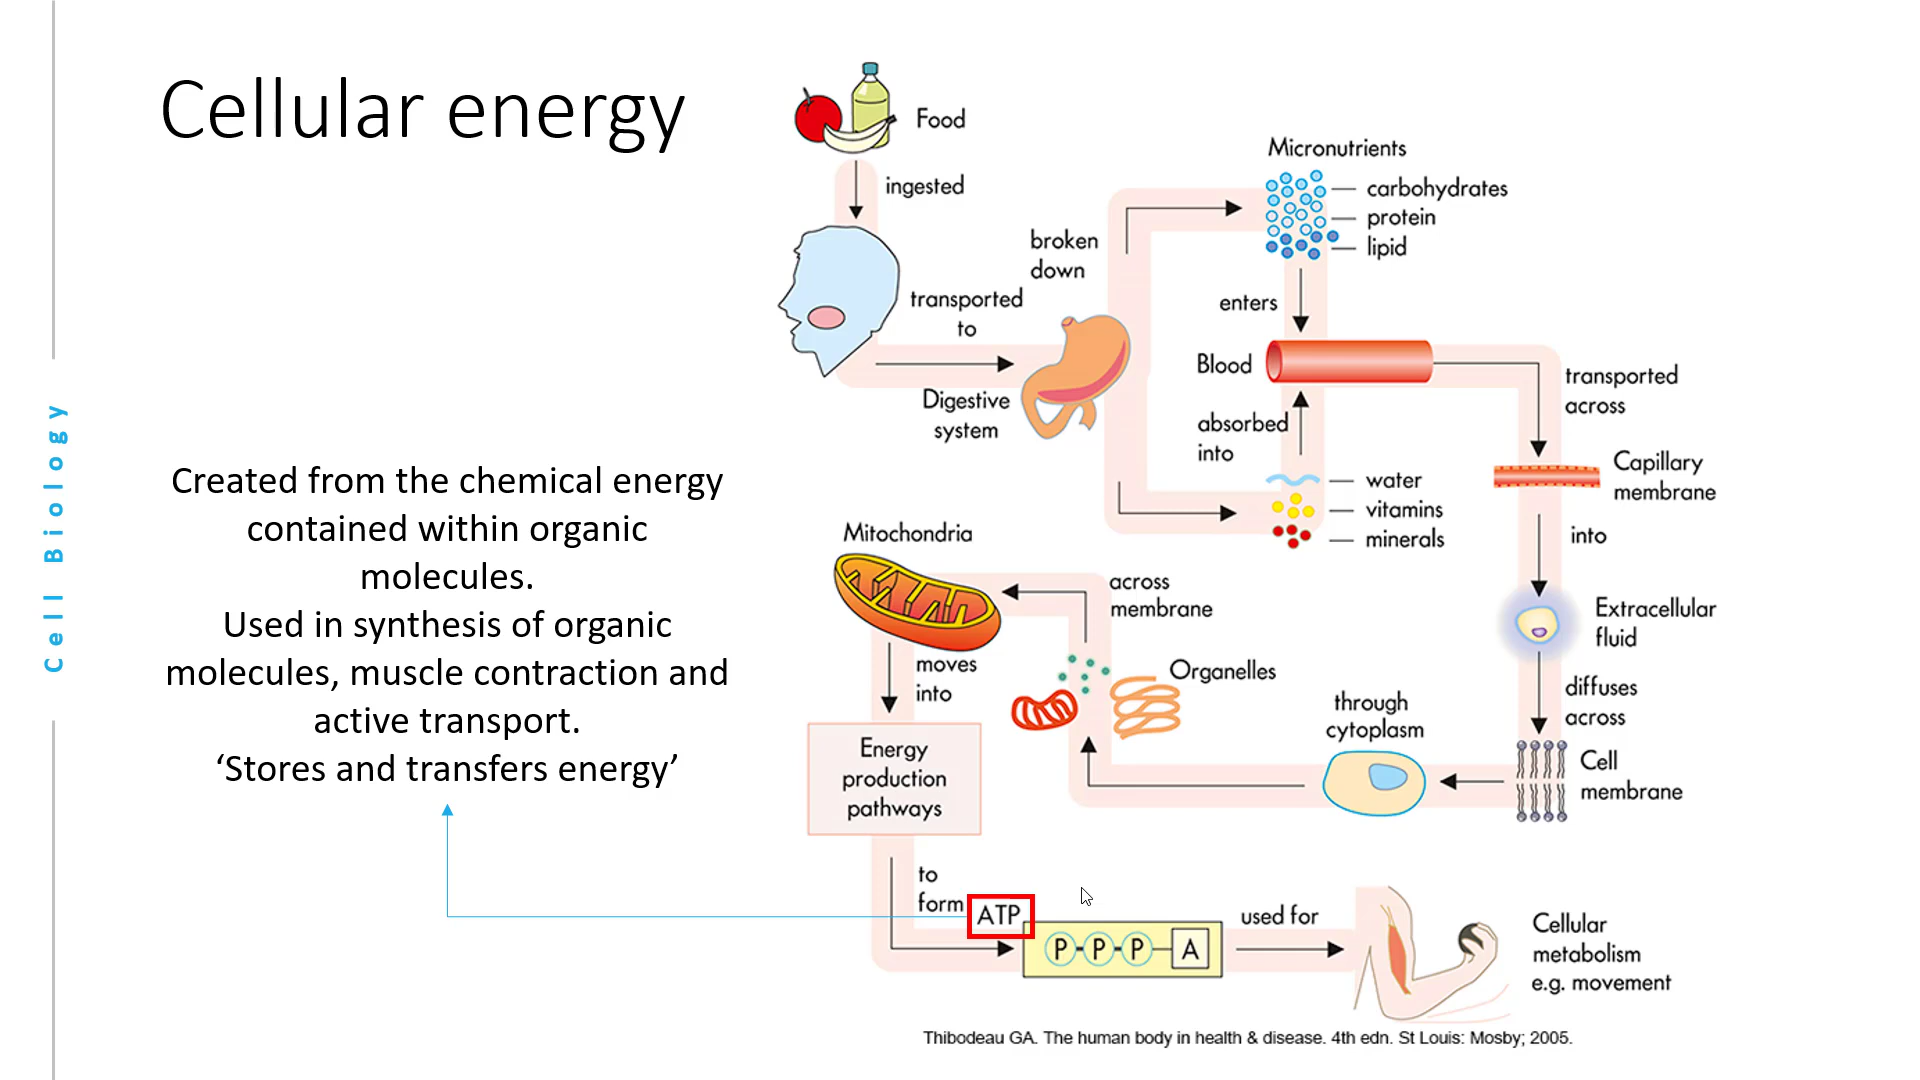 Cellular energy
Cell Biology
Created from the chemical energy
contained within organic
molecules.
Used in synthesis of organic
molecules, muscle contraction and
active transport.
‘Stores and transfers energy’
Food
ingested
transported
to
Digestive
system
broken
down
Micronutrients
carbohydrates
protein
lipid
enters
Blood
absorbed
into
water
vitamins
minerals
transported
across
Capillary
membrane
into
Extracellular
fluid
diffuses
across
Cell
membrane
through
cytoplasm
Organelles
across
membrane
Mitochondria
moves
into
Energy
production
pathways
to
form
ATP
P-P-P-A
used for
Cellular
metabolism
e.g. movement
Thibodeau GA. The human body in health & disease. 4th edn. St Louis: Mosby; 2005.